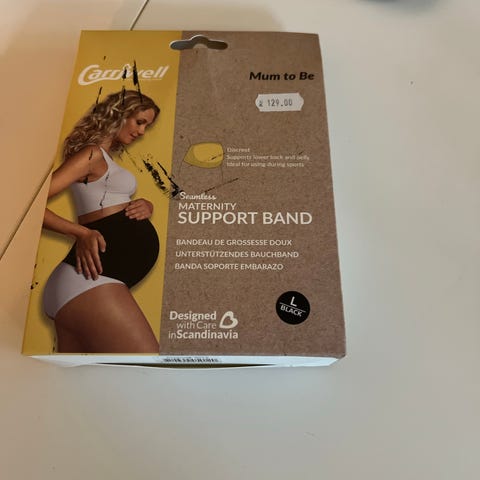 Carriwell
Mum to Be
129.00
Discreet
Supports lower back and belly
Ideal for using during sports
Seamless
MATERNITY
SUPPORT BAND
BANDEAU DE GROSSESSE DOUX
UNTERSTÜTZENDES BAUCHBAND
BANDA SOPORTE EMBARAZO
L
BLACK
Designed
with Care
in Scandinavia